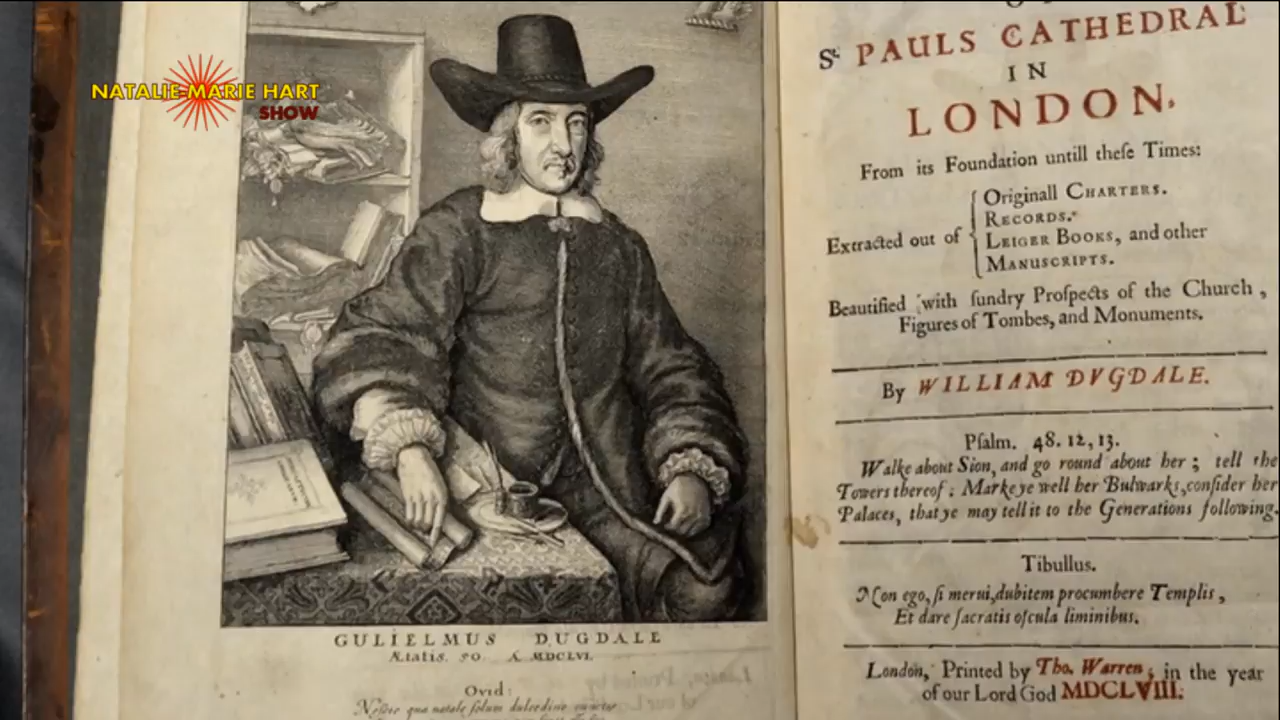 NATALIE-MARIE HART
SHOW
GULIELMUS DUGDALE
Ætatis. 50. A. MDCLVI.
Ovid:
Sᵗ PAULS CATHEDRAL
IN
LONDON.
From its Foundation untill theſe Times:
Extracted out of
Originall CHARTERS.
RECORDS.
LEIGER BOOKS, and other
MANUSCRIPTS.
Beautified with ſundry Proſpects of the Church,
Figures of Tombes, and Monuments.
By WILLIAM DVGDALE.
Pſalm. 48. 12, 13.
Walke about Sion, and go round about her; tell the
Towers thereof; Marke ye well her Bulwarks, conſider her
Palaces, that ye may tell it to the Generations following.
Tibullus.
Non ego, ſi merui, dubitem procumbere Templis,
Et dare ſacratis oſcula liminibus.
London, Printed by Tho. Warren, in the year
of our Lord God MDCLVIII.